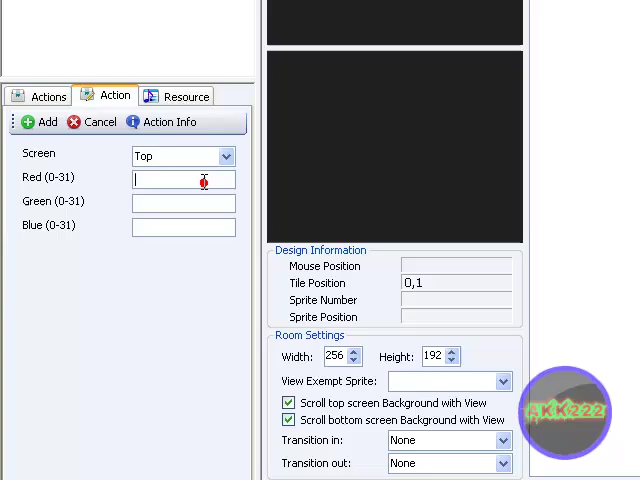 Actions Action Resource
Add Cancel Action Info
Screen Top
Red (0-31)
Green (0-31)
Blue (0-31)
Design Information
Mouse Position
Tile Position 0,1
Sprite Number
Sprite Position
Room Settings
Width: 256 Height: 192
View Exempt Sprite:
Scroll top screen Background with View
Scroll bottom screen Background with View
Transition in: None
Transition out: None
AKK222